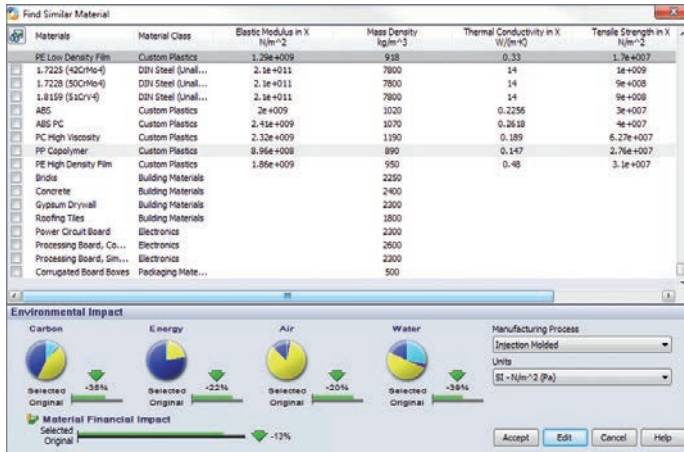 Find Similar Material
Materials Material Class Elastic Modulus in X N/m^2 Mass Density kg/m^3 Thermal Conductivity in X W/(m·K) Tensile Strength in X N/m^2
PE Low Density Film Custom Plastics 1.29e+009 918 0.33 1.7e+007
1.7225 (42CrMo4) DIN Steel (Unall... 2.1e+011 7800 14 1e+009
1.7228 (50CrMo4) DIN Steel (Unall... 2.1e+011 7800 14 9e+008
1.8159 (51CrV4) DIN Steel (Unall... 2.1e+011 7800 14 9e+008
ABS Custom Plastics 2e+009 1020 0.2256 3e+007
ABS PC Custom Plastics 2.41e+009 1070 0.2618 4e+007
PC High Viscosity Custom Plastics 2.32e+009 1190 0.189 6.27e+007
PP Copolymer Custom Plastics 8.96e+008 890 0.147 2.76e+007
PE High Density Film Custom Plastics 1.86e+009 950 0.48 3.1e+007
Bricks Building Materials 2250
Concrete Building Materials 2400
Gypsum Drywall Building Materials 2300
Roofing Tiles Building Materials 1800
Power Circuit Board Electronics 2300
Processing Board, Co... Electronics 2600
Processing Board, Sim... Electronics 2300
Corrugated Board Boxes Packaging Mate... 500
Environmental Impact
Carbon Energy Air Water
Manufacturing Process
Injection Molded
Units
SI - N/m^2 (Pa)
-36% -22% -20% -39%
Selected Selected Selected Selected
Original Original Original Original
Material Financial Impact
Selected
Original
-13%
Accept Edit Cancel Help